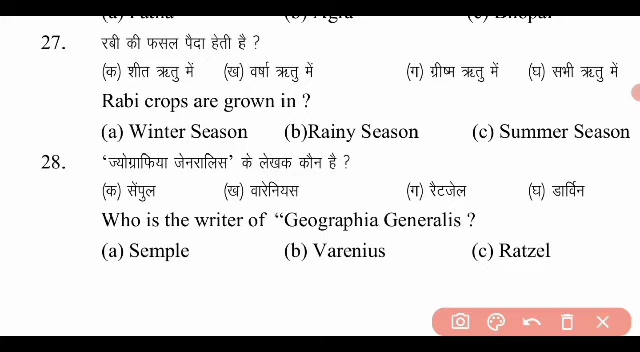 27. रबी की फसल पैदा हेती है ?
(क) शीत ऋतु में (ख) वर्षा ऋतु में (ग) ग्रीष्म ऋतु में (घ) सभी ऋतु में
Rabi crops are grown in ?
(a) Winter Season (b)Rainy Season (c) Summer Season
28. ‘ज्योग्राफिया जेनरालिस’ के लेखक कौन है ?
(क) सेंपुल (ख) वारेनियस (ग) रैटजेल (घ) डार्विन
Who is the writer of “Geographia Generalis ?
(a) Semple (b) Varenius (c) Ratzel